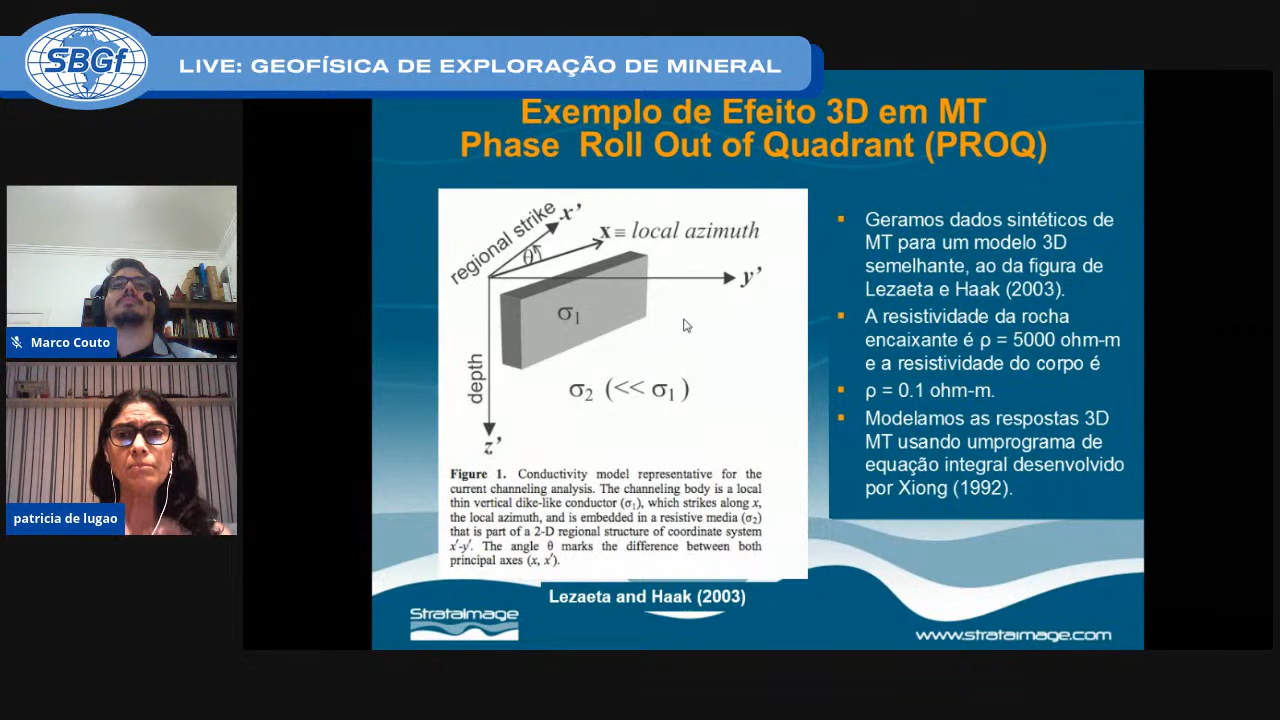 SBGf
LIVE: GEOFÍSICA DE EXPLORAÇÃO DE MINERAL
Exemplo de Efeito 3D em MT
Phase Roll Out of Quadrant (PROQ)
Marco Couto
patricia de lugao
regional strike
x'
θ
x ≡ local azimuth
y'
σ1
depth
σ2 (<< σ1)
z'
Figure 1. Conductivity model representative for the
current channeling analysis. The channeling body is a local
thin vertical dike-like conductor (σ1), which strikes along x,
the local azimuth, and is embedded in a resistive media (σ2)
that is part of a 2-D regional structure of coordinate system
x'-y'. The angle θ marks the difference between both
principal axes (x, x').
Lezaeta and Haak (2003)
Geramos dados sintéticos de
MT para um modelo 3D
semelhante, ao da figura de
Lezaeta e Haak (2003).
A resistividade da rocha
encaixante é ρ = 5000 ohm-m
e a resistividade do corpo é
ρ = 0.1 ohm-m.
Modelamos as respostas 3D
MT usando umprograma de
equação integral desenvolvido
por Xiong (1992).
StrataImage
www.strataimage.com